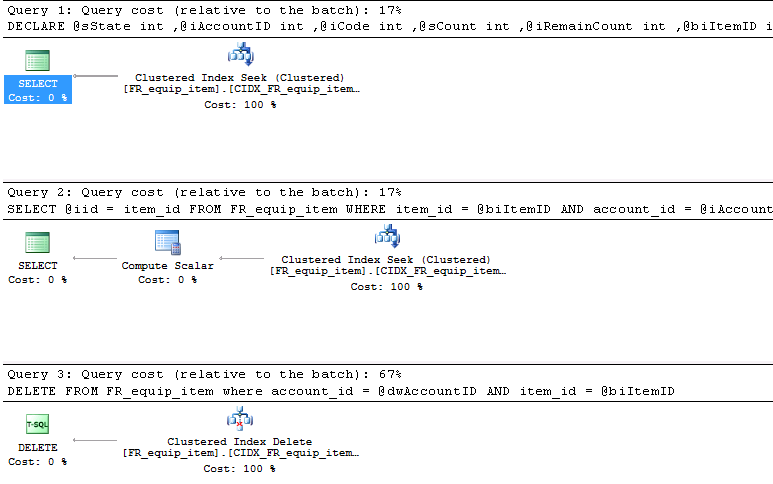 Query 1: Query cost (relative to the batch): 17%
DECLARE @sState int ,@iAccountID int ,@iCode int ,@sCount int ,@iRemainCount int ,@biItemID i
SELECT
Cost: 0 %
Clustered Index Seek (Clustered)
[FR_equip_item].[CIDX_FR_equip_item…
Cost: 100 %
Query 2: Query cost (relative to the batch): 17%
SELECT @iid = item_id FROM FR_equip_item WHERE item_id = @biItemID AND account_id = @iAccount
SELECT
Cost: 0 %
Compute Scalar
Cost: 0 %
Clustered Index Seek (Clustered)
[FR_equip_item].[CIDX_FR_equip_item…
Cost: 100 %
Query 3: Query cost (relative to the batch): 67%
DELETE FROM FR_equip_item where account_id = @dwAccountID AND item_id = @biItemID
T-SQL
DELETE
Cost: 0 %
Clustered Index Delete
[FR_equip_item].[CIDX_FR_equip_item…
Cost: 100 %